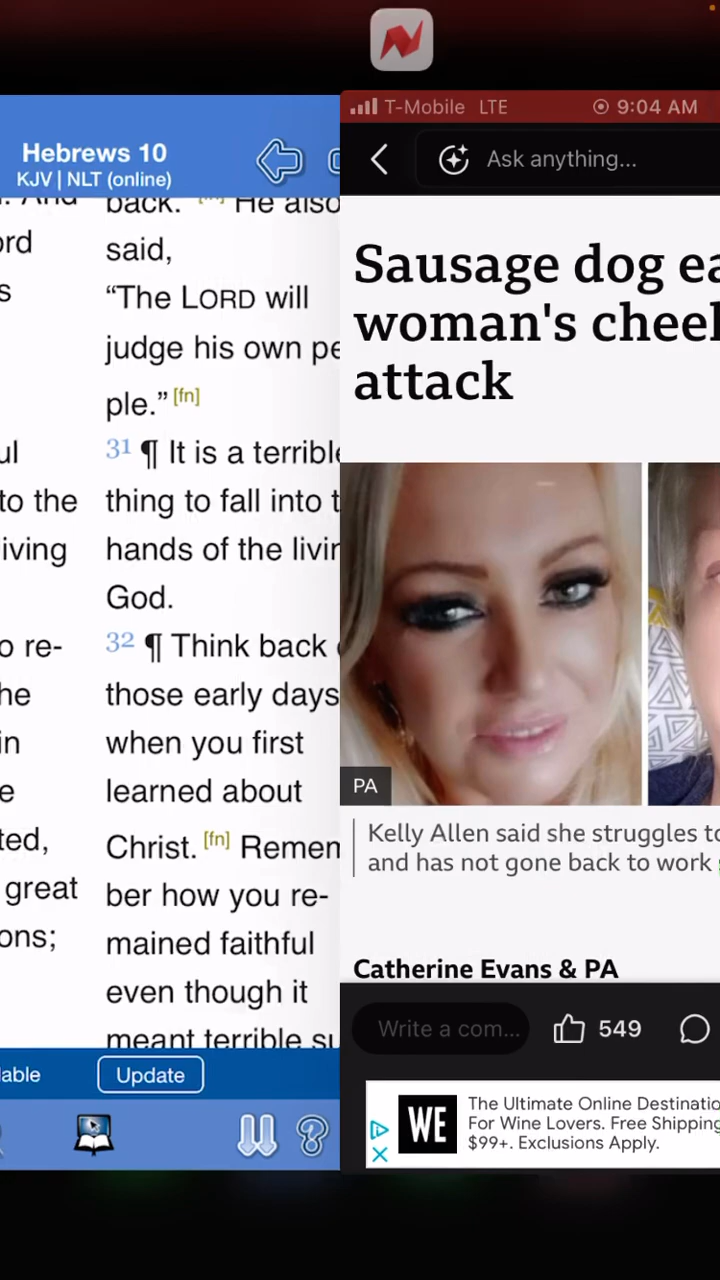 T-Mobile LTE 9:04 AM
Hebrews 10
KJV | NLT (online)
back." [fn] He also
said,
"The LORD will
judge his own pe
ple." [fn]
31 ¶ It is a terrible
thing to fall into t
hands of the livin
God.
32 ¶ Think back
those early days
when you first
learned about
Christ. [fn] Remem
ber how you re-
mained faithful
even though it
meant terrible su
ord
s
ul
to the
iving
o re-
he
in
e
ted,
great
ons;
lable
Update
Ask anything...
Sausage dog ea
woman's cheek
attack
PA
Kelly Allen said she struggles to
and has not gone back to work
Catherine Evans & PA
Write a com...
549
WE
The Ultimate Online Destinatio
For Wine Lovers. Free Shipping
$99+. Exclusions Apply.